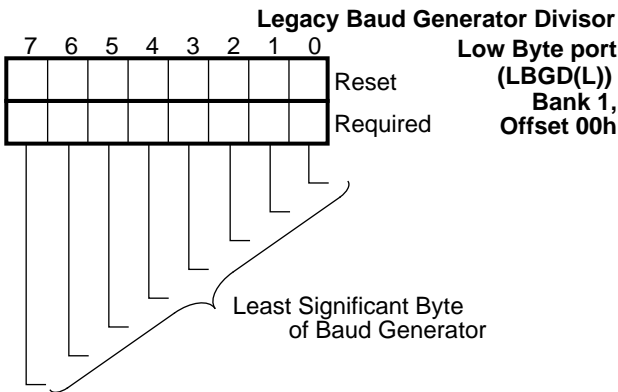 Legacy Baud Generator Divisor
Low Byte port
(LBGD(L))
Bank 1,
Offset 00h
7 6 5 4 3 2 1 0
Reset
Required
Least Significant Byte
of Baud Generator